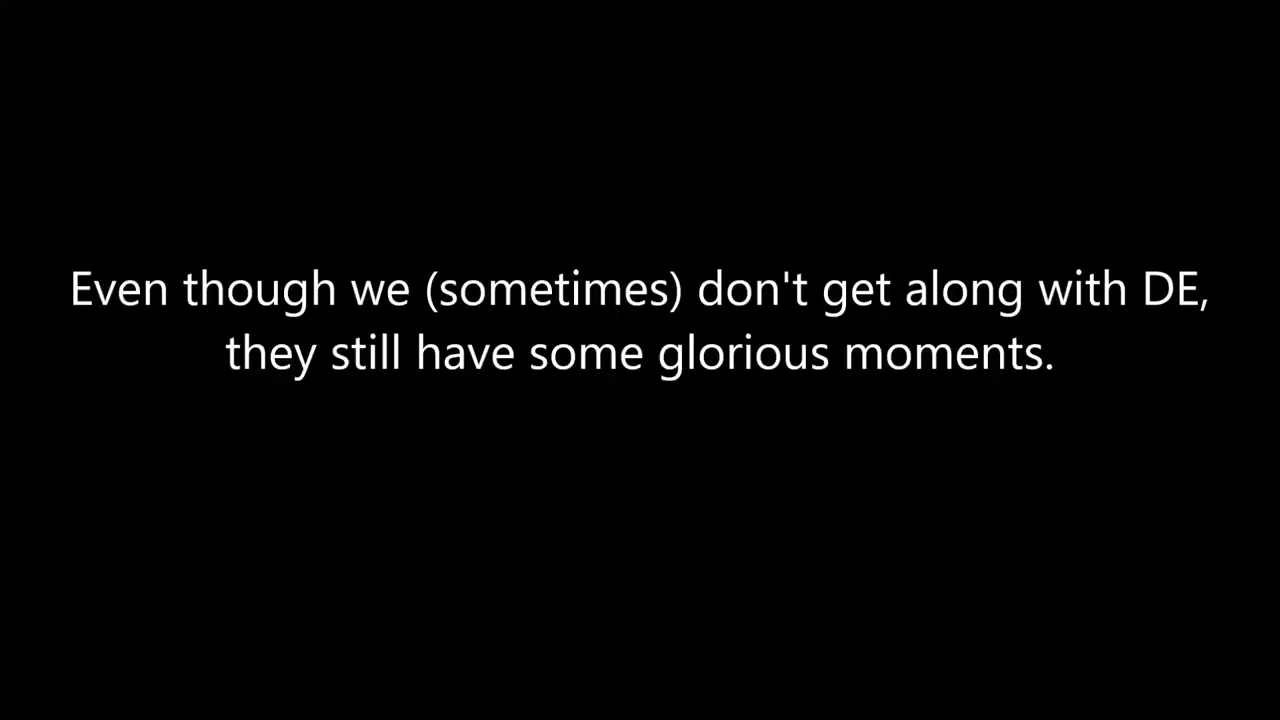 Even though we (sometimes) don't get along with DE,
they still have some glorious moments.